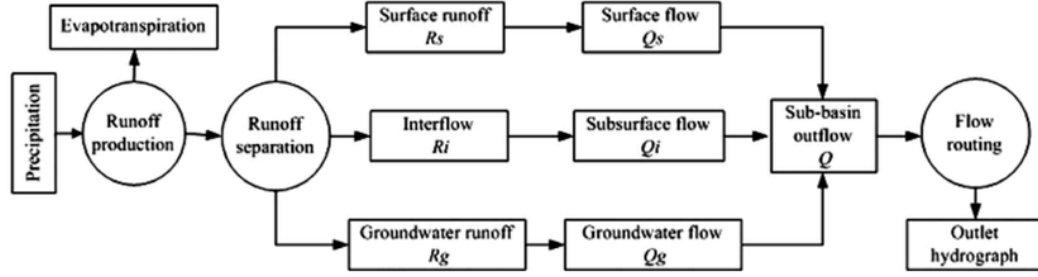 Evapotranspiration
Precipitation
Runoff
production
Runoff
separation
Surface runoff
Rs
Surface flow
Qs
Interflow
Ri
Subsurface flow
Qi
Groundwater runoff
Rg
Groundwater flow
Qg
Sub-basin
outflow
Q
Flow
routing
Outlet
hydrograph